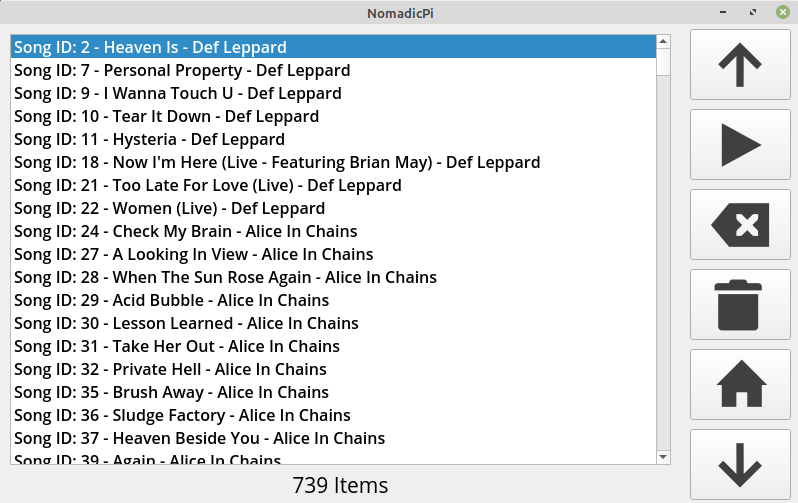 NomadicPi
Song ID: 2 - Heaven Is - Def Leppard
Song ID: 7 - Personal Property - Def Leppard
Song ID: 9 - I Wanna Touch U - Def Leppard
Song ID: 10 - Tear It Down - Def Leppard
Song ID: 11 - Hysteria - Def Leppard
Song ID: 18 - Now I'm Here (Live - Featuring Brian May) - Def Leppard
Song ID: 21 - Too Late For Love (Live) - Def Leppard
Song ID: 22 - Women (Live) - Def Leppard
Song ID: 24 - Check My Brain - Alice In Chains
Song ID: 27 - A Looking In View - Alice In Chains
Song ID: 28 - When The Sun Rose Again - Alice In Chains
Song ID: 29 - Acid Bubble - Alice In Chains
Song ID: 30 - Lesson Learned - Alice In Chains
Song ID: 31 - Take Her Out - Alice In Chains
Song ID: 32 - Private Hell - Alice In Chains
Song ID: 35 - Brush Away - Alice In Chains
Song ID: 36 - Sludge Factory - Alice In Chains
Song ID: 37 - Heaven Beside You - Alice In Chains
Song ID: 39 - Again - Alice In Chains
739 Items